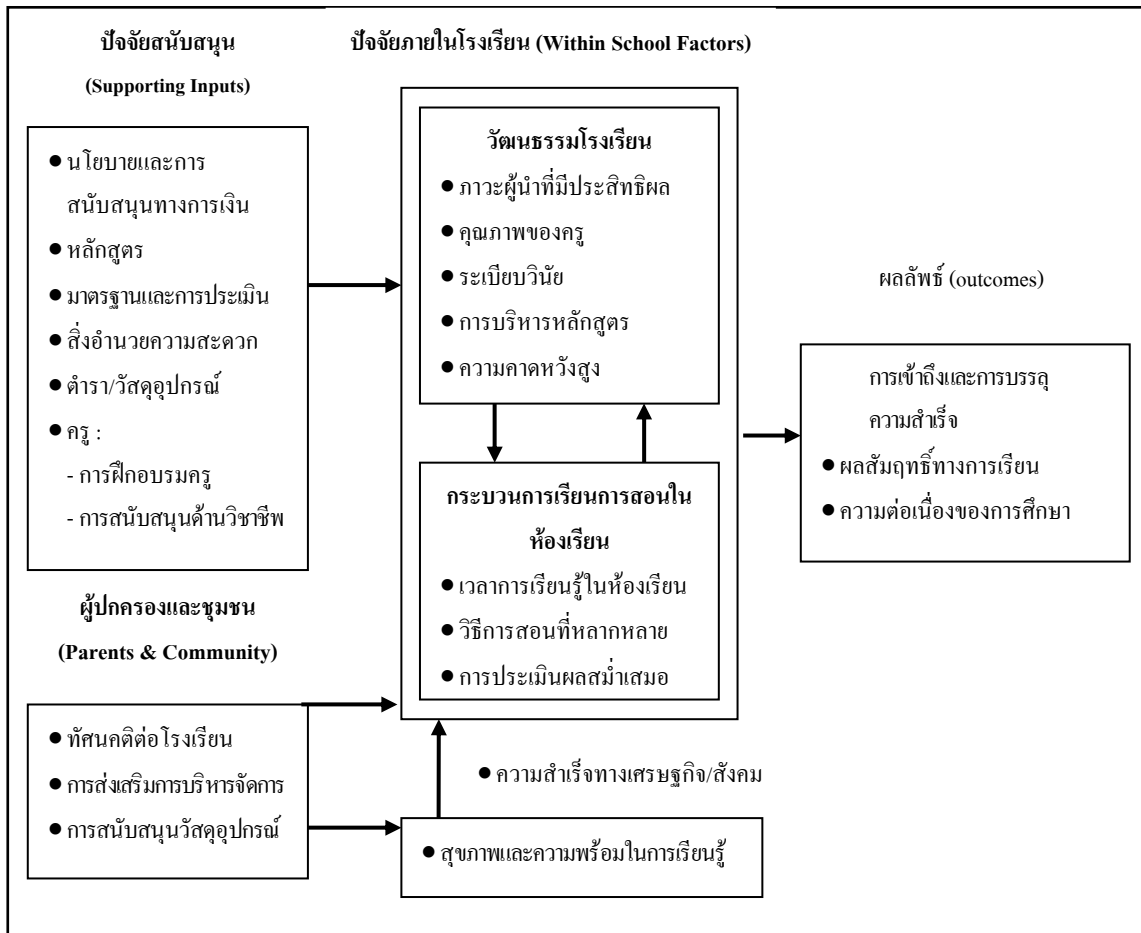 ปัจจัยสนับสนุน
(Supporting Inputs)
● นโยบายและการ
สนับสนุนทางการเงิน
● หลักสูตร
● มาตรฐานและการประเมิน
● สิ่งอำนวยความสะดวก
● ตำรา/วัสดุอุปกรณ์
● ครู :
- การฝึกอบรมครู
- การสนับสนุนด้านวิชาชีพ
ผู้ปกครองและชุมชน
(Parents & Community)
● ทัศนคติต่อโรงเรียน
● การส่งเสริมการบริหารจัดการ
● การสนับสนุนวัสดุอุปกรณ์
ปัจจัยภายในโรงเรียน (Within School Factors)
วัฒนธรรมโรงเรียน
● ภาวะผู้นำที่มีประสิทธิผล
● คุณภาพของครู
● ระเบียบวินัย
● การบริหารหลักสูตร
● ความคาดหวังสูง
กระบวนการเรียนการสอนใน
ห้องเรียน
● เวลาการเรียนรู้ในห้องเรียน
● วิธีการสอนที่หลากหลาย
● การประเมินผลสม่ำเสมอ
● ความสำเร็จทางเศรษฐกิจ/สังคม
● สุขภาพและความพร้อมในการเรียนรู้
ผลลัพธ์ (outcomes)
การเข้าถึงและการบรรลุ
ความสำเร็จ
● ผลสัมฤทธิ์ทางการเรียน
● ความต่อเนื่องของการศึกษา